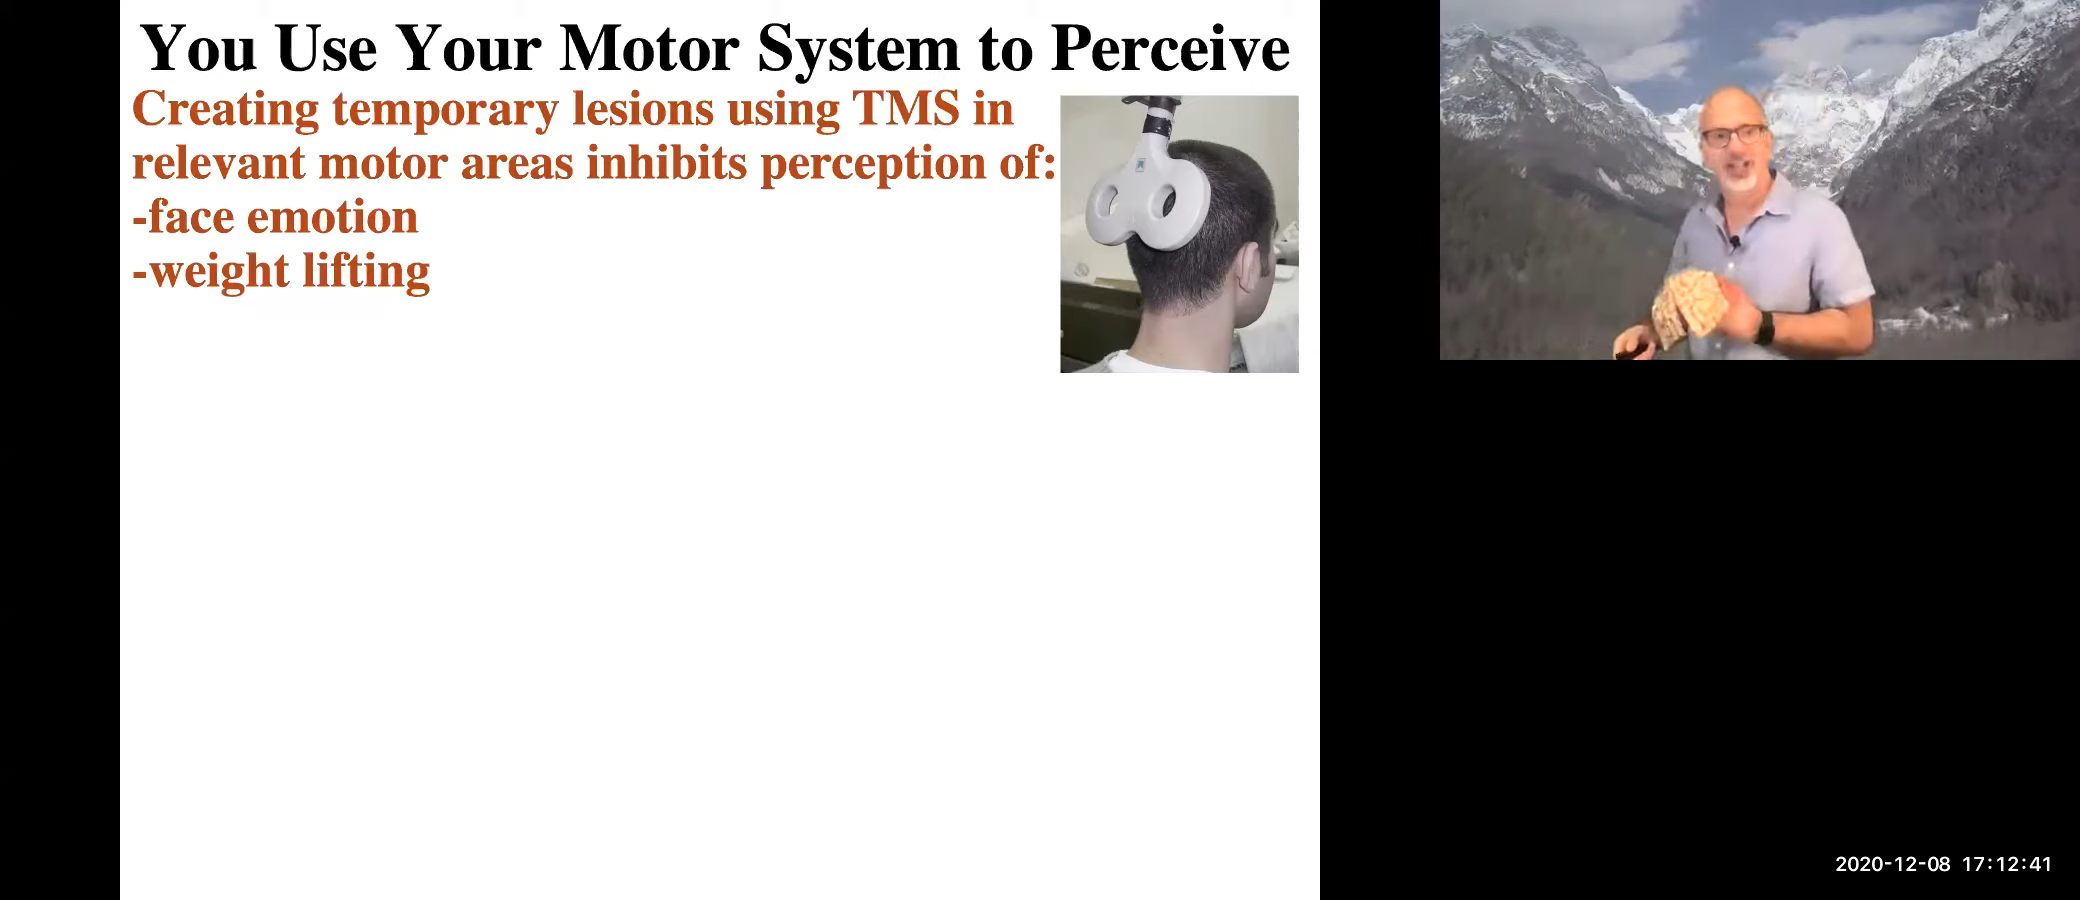 You Use Your Motor System to Perceive
Creating temporary lesions using TMS in
relevant motor areas inhibits perception of:
-face emotion
-weight lifting
2020-12-08 17:12:41